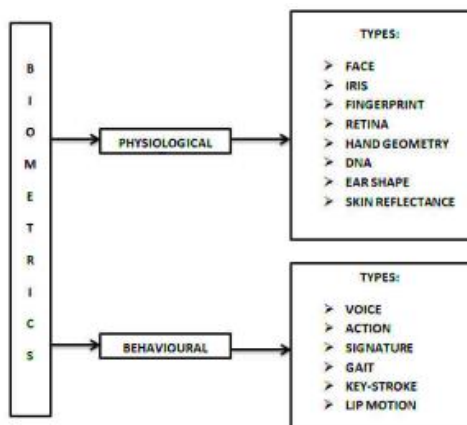 B
I
O
M
E
T
R
I
C
S
PHYSIOLOGICAL
TYPES:
➤ FACE
➤ IRIS
➤ FINGERPRINT
➤ RETINA
➤ HAND GEOMETRY
➤ DNA
➤ EAR SHAPE
➤ SKIN REFLECTANCE
BEHAVIOURAL
TYPES:
➤ VOICE
➤ ACTION
➤ SIGNATURE
➤ GAIT
➤ KEY-STROKE
➤ LIP MOTION